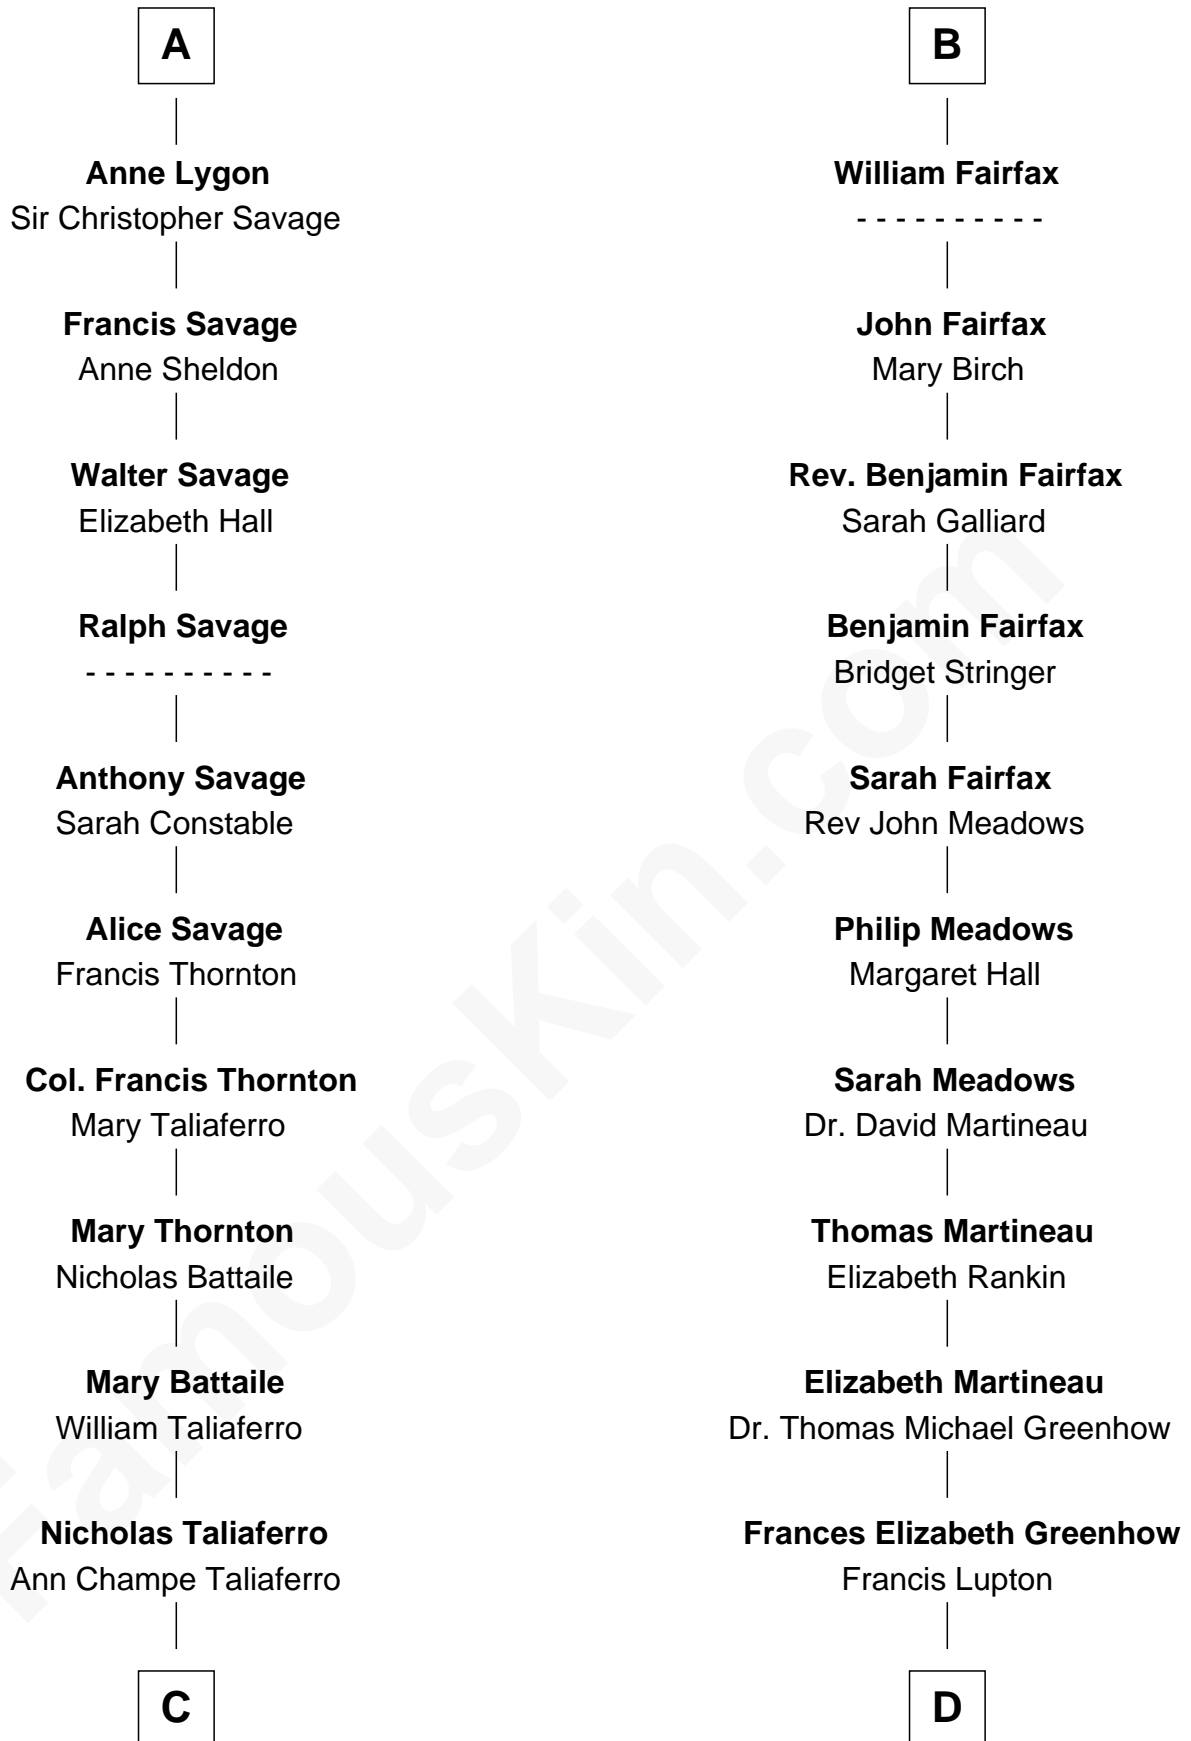 A
Anne Lygon
Sir Christopher Savage
Francis Savage
Anne Sheldon
Walter Savage
Elizabeth Hall
Ralph Savage
- - - - - - - - - -
Anthony Savage
Sarah Constable
Alice Savage
Francis Thornton
Col. Francis Thornton
Mary Taliaferro
Mary Thornton
Nicholas Battaile
Mary Battaile
William Taliaferro
Nicholas Taliaferro
Ann Champe Taliaferro
C
B
William Fairfax
- - - - - - - - - -
John Fairfax
Mary Birch
Rev. Benjamin Fairfax
Sarah Galliard
Benjamin Fairfax
Bridget Stringer
Sarah Fairfax
Rev John Meadows
Philip Meadows
Margaret Hall
Sarah Meadows
Dr. David Martineau
Thomas Martineau
Elizabeth Rankin
Elizabeth Martineau
Dr. Thomas Michael Greenhow
Frances Elizabeth Greenhow
Francis Lupton
D
FamousKin.com